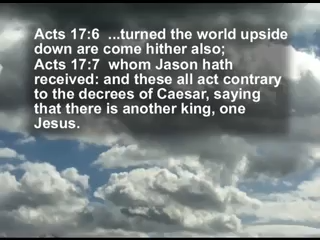 Acts 17:6  ...turned the world upside
down are come hither also;
Acts 17:7  whom Jason hath
received: and these all act contrary
to the decrees of Caesar, saying
that there is another king, one
Jesus.